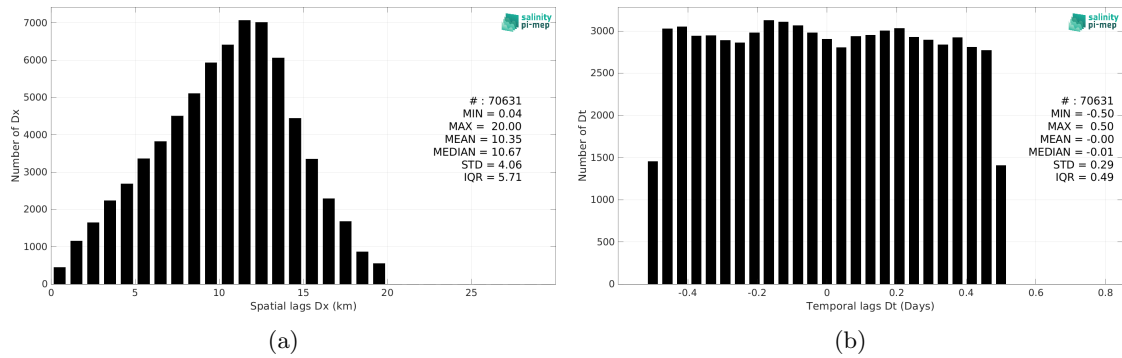 7000
6000
5000
4000
3000
2000
1000
0
Number of Dx
0 5 10 15 20 25
Spatial lags Dx (km)
salinity
pi-mep
# : 70631
MIN = 0.04
MAX = 20.00
MEAN = 10.35
MEDIAN = 10.67
STD = 4.06
IQR = 5.71
(a)
3000
2500
2000
1500
1000
500
0
Number of Dt
-0.4 -0.2 0 0.2 0.4 0.6 0.8
Temporal lags Dt (Days)
salinity
pi-mep
# : 70631
MIN = -0.50
MAX = 0.50
MEAN = -0.00
MEDIAN = -0.01
STD = 0.29
IQR = 0.49
(b)